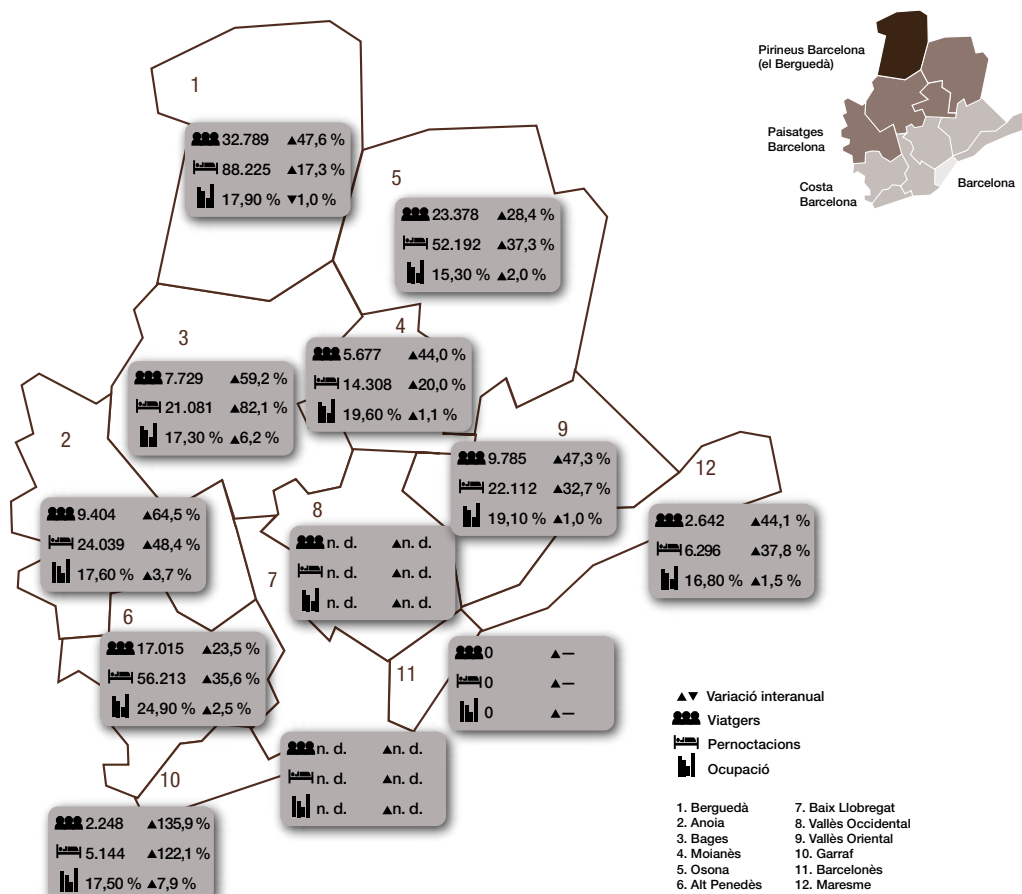 1
32.789 ▲47,6 %
88.225 ▲17,3 %
17,90 % ▼1,0 %
5
23.378 ▲28,4 %
52.192 ▲37,3 %
15,30 % ▲2,0 %
Pirineus Barcelona
(el Berguedà)
Paisatges
Barcelona
Costa
Barcelona
Barcelona
3
7.729 ▲59,2 %
21.081 ▲82,1 %
17,30 % ▲6,2 %
4
5.677 ▲44,0 %
14.308 ▲20,0 %
19,60 % ▲1,1 %
2
9.404 ▲64,5 %
24.039 ▲48,4 %
17,60 % ▲3,7 %
9
9.785 ▲47,3 %
22.112 ▲32,7 %
19,10 % ▲1,0 %
12
2.642 ▲44,1 %
6.296 ▲37,8 %
16,80 % ▲1,5 %
8
n. d. ▲n. d.
n. d. ▲n. d.
n. d. ▲n. d.
7
6
17.015 ▲23,5 %
56.213 ▲35,6 %
24,90 % ▲2,5 %
11
0 ▲—
0 ▲—
0 ▲—
n. d. ▲n. d.
n. d. ▲n. d.
n. d. ▲n. d.
10
2.248 ▲135,9 %
5.144 ▲122,1 %
17,50 % ▲7,9 %
▲▼ Variació interanual
Viatgers
Pernoctacions
Ocupació
1. Berguedà
2. Anoia
3. Bages
4. Moianès
5. Osona
6. Alt Penedès
7. Baix Llobregat
8. Vallès Occidental
9. Vallès Oriental
10. Garraf
11. Barcelonès
12. Maresme